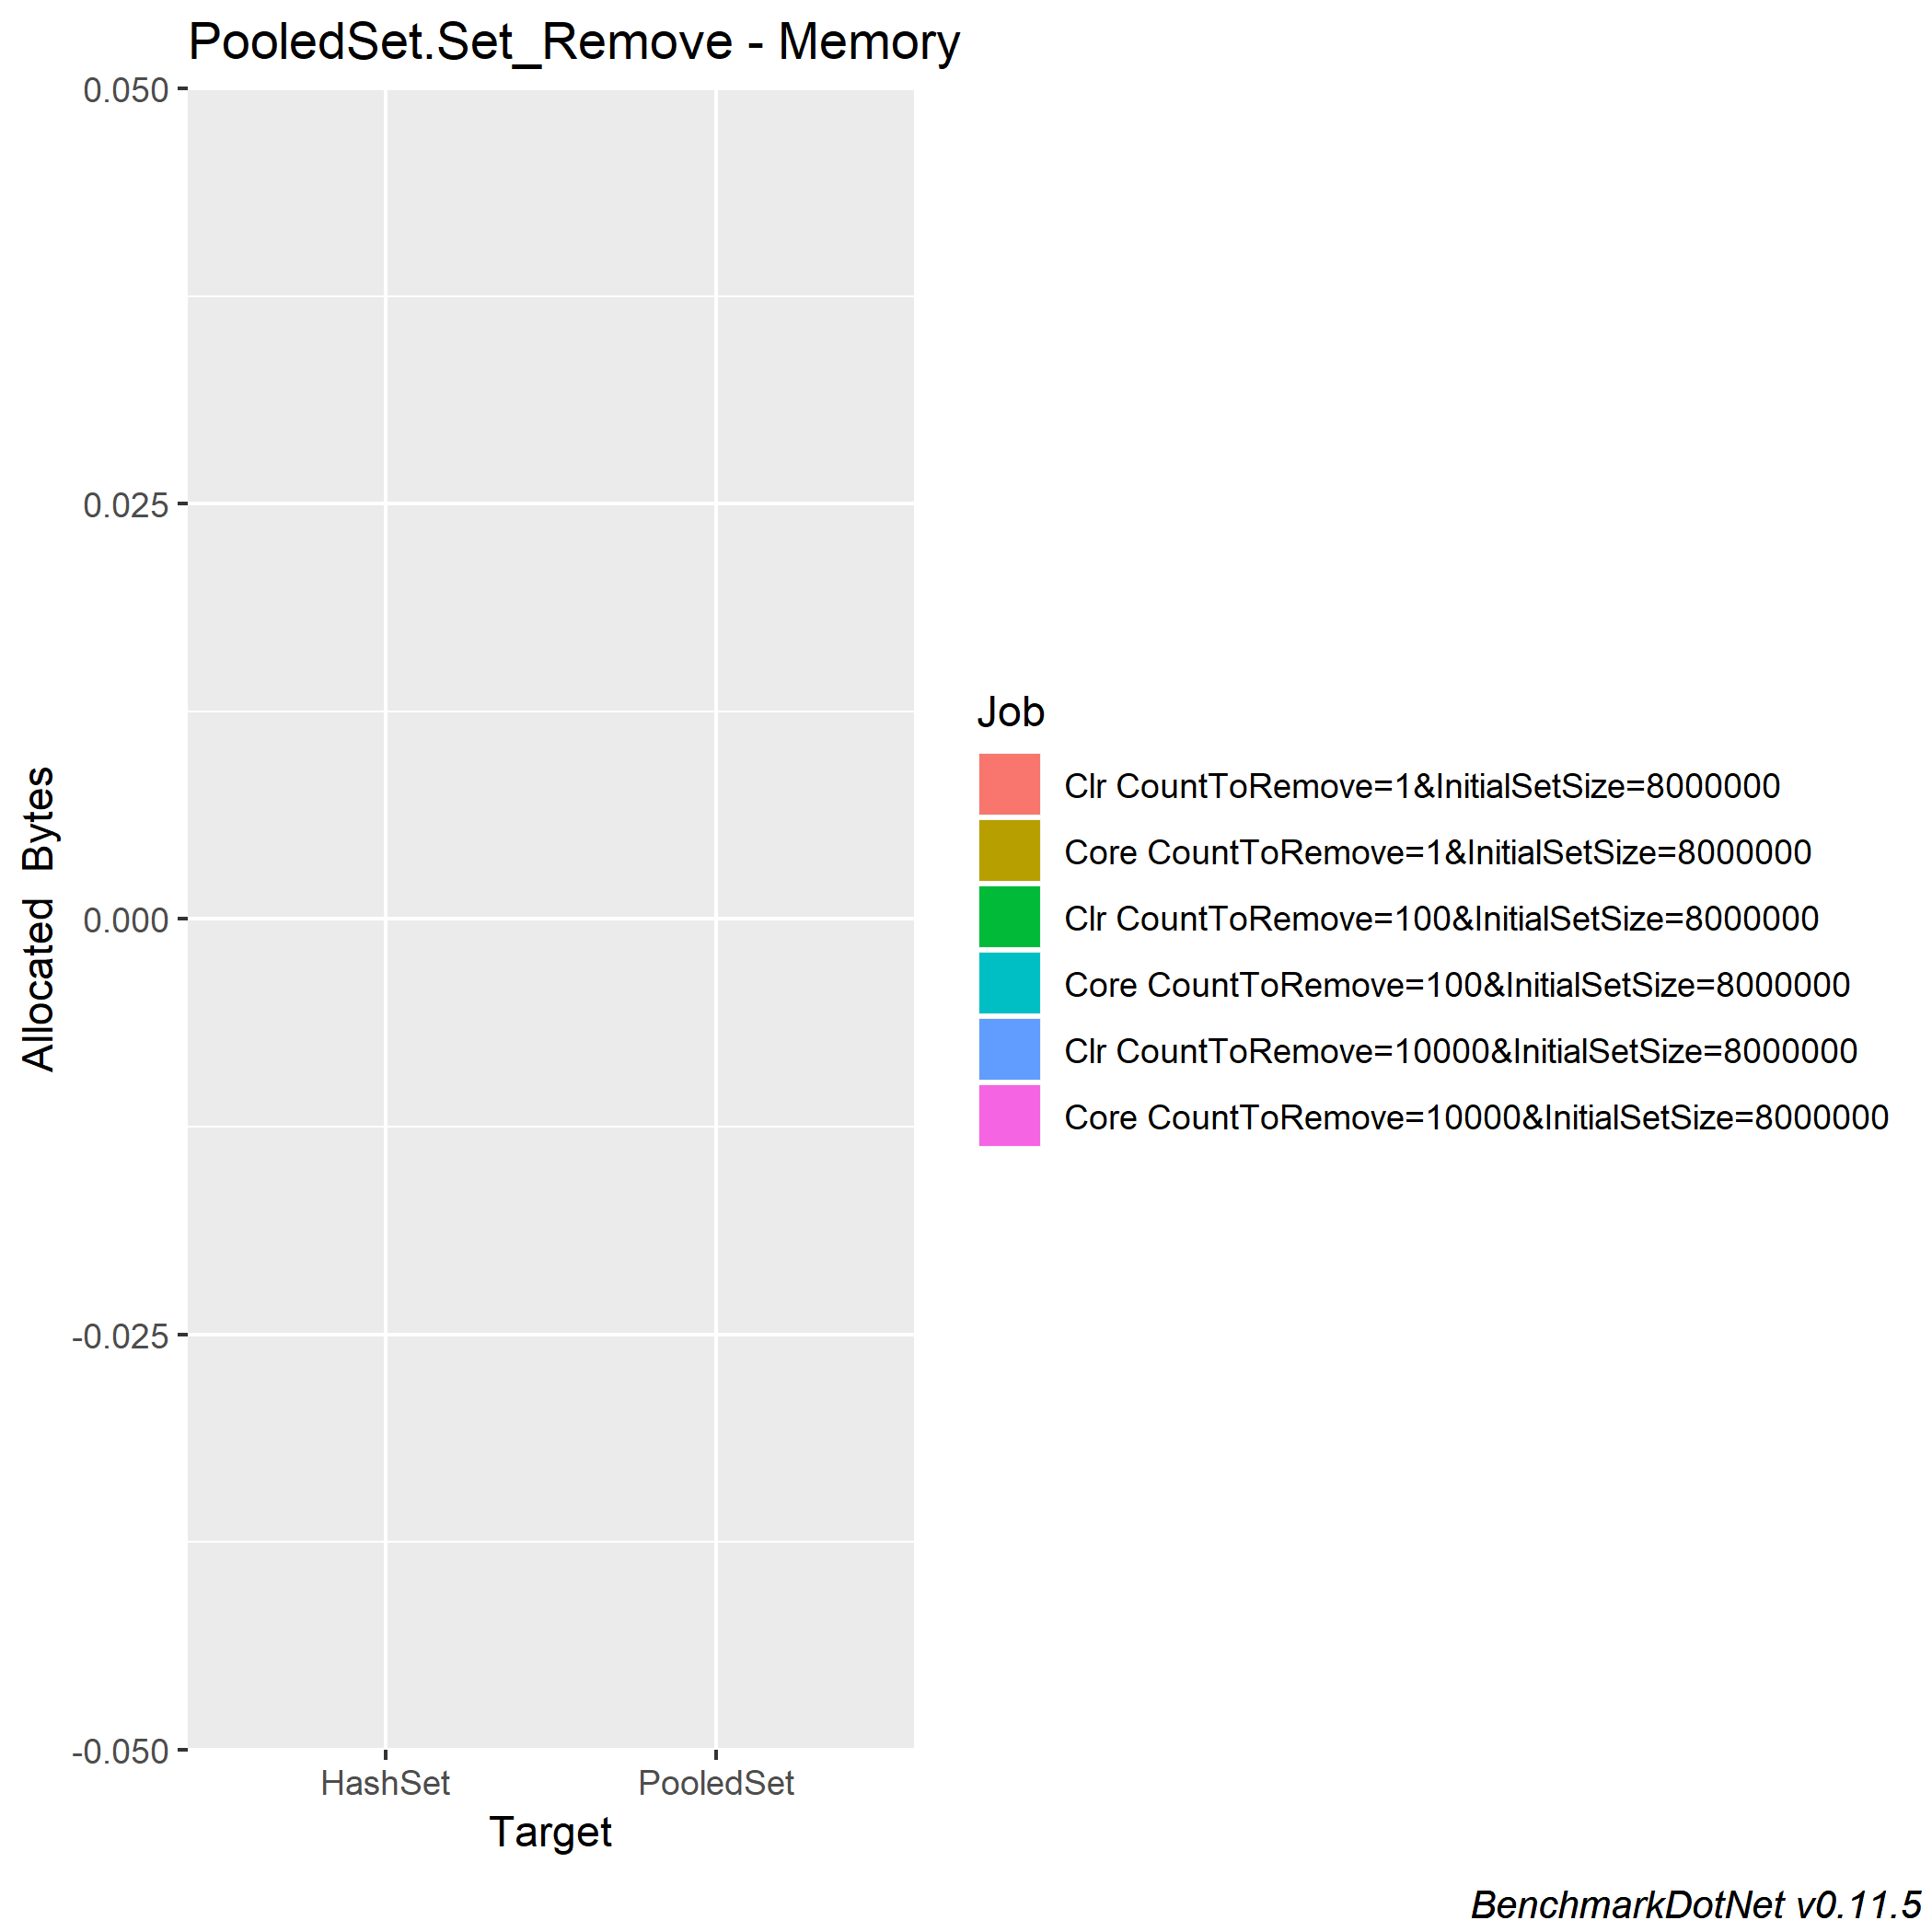 PooledSet.Set_Remove - Memory
0.050
0.025
0.000
-0.025
-0.050
Allocated Bytes
HashSet
PooledSet
Target
Job
Clr CountToRemove=1&InitialSetSize=8000000
Core CountToRemove=1&InitialSetSize=8000000
Clr CountToRemove=100&InitialSetSize=8000000
Core CountToRemove=100&InitialSetSize=8000000
Clr CountToRemove=10000&InitialSetSize=8000000
Core CountToRemove=10000&InitialSetSize=8000000
BenchmarkDotNet v0.11.5